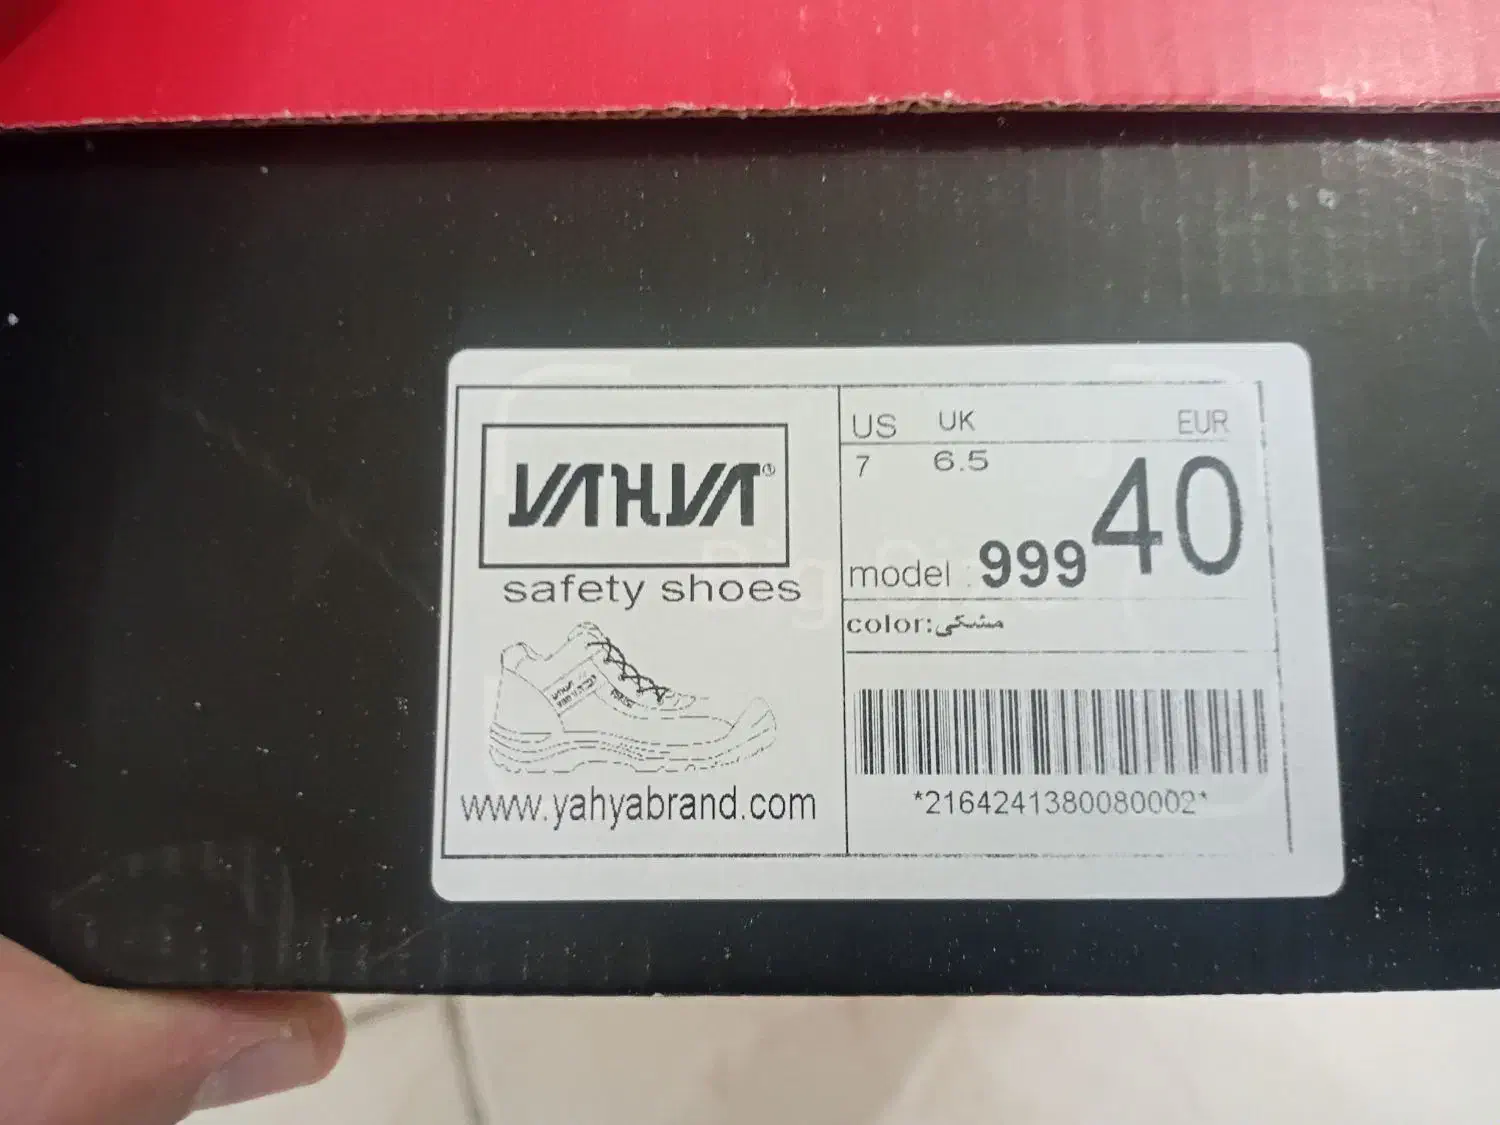 YAHYA®
safety shoes
www.yahyabrand.com
US UK EUR
7 6.5 40
model : 999
color:مشکی
*2164241380080002*